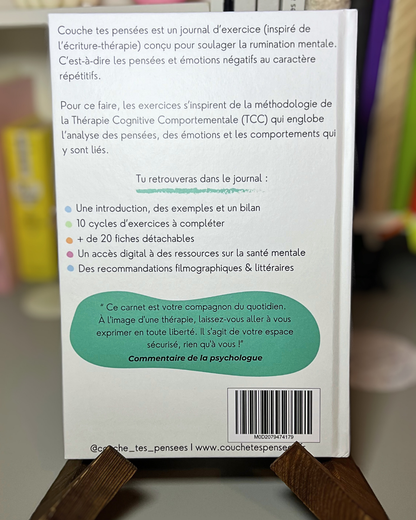 Couche tes pensées est un journal d'exercice (inspiré de
l'écriture-thérapie) conçu pour soulager la rumination mentale.
C'est-à-dire les pensées et émotions négatifs au caractère
répétitifs.
Pour ce faire, les exercices s'inspirent de la méthodologie de
la Thérapie Cognitive Comportementale (TCC) qui englobe
l'analyse des pensées, des émotions et les comportements qui
y sont liés.
Tu retrouveras dans le journal :
Une introduction, des exemples et un bilan
10 cycles d'exercices à compléter
+ de 20 fiches détachables
Un accès digital à des ressources sur la santé mentale
Des recommandations filmographiques & littéraires
" Ce carnet est votre compagnon du quotidien.
À l'image d'une thérapie, laissez-vous aller à vous
exprimer en toute liberté. Il s'agit de votre espace
sécurisé, rien qu'à vous !"
Commentaire de la psychologue
M0D2079474179
@couche_tes_pensees I www.couchetespensees.fr